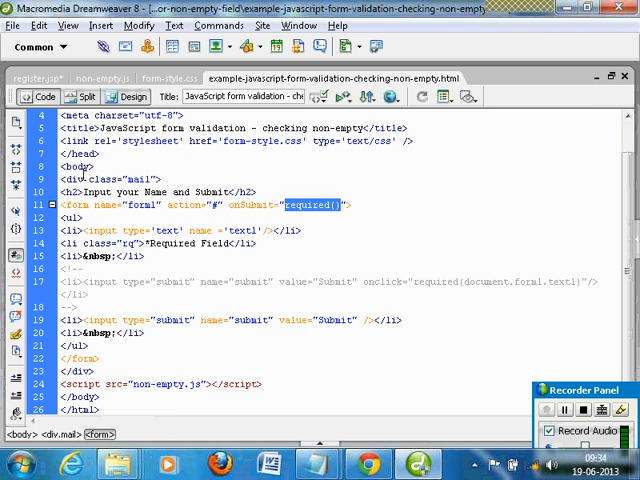 Macromedia Dreamweaver 8 - [...or-non-empty-field\example-javascript-form-validation-checking-non-empty
File Edit View Insert Modify Text Commands Site Window Help
Common
register.jsp* non-empty.js form-style.css example-javascript-form-validation-checking-non-empty.html
Code Split Design Title: JavaScript form validation - che
4 <meta charset="utf-8">
5 <title>JavaScript form validation - checking non-empty</title>
6 <link rel='stylesheet' href='form-style.css' type='text/css' />
7 </head>
8 <body>
9 <div class="mail">
10 <h2>Input your Name and Submit</h2>
11 <form name="form1" action="#" onSubmit="required()">
12 <ul>
13 <li><input type='text' name ='text1'/></li>
14 <li class="rq">*Required Field</li>
15 <li>&nbsp;</li>
16 <!--
17 <li><input type="submit" name="submit" value="Submit" onclick="required(document.form1.text1)"/>
</li>
18 -->
19 <li><input type="submit" name="submit" value="Submit" /></li>
20 <li>&nbsp;</li>
21 </ul>
22 </form>
23 </div>
24 <script src="non-empty.js"></script>
25 </body>
26 </html>
<body> <div.mail> <form>
Recorder Panel
Record Audio
09:34
19-06-2013